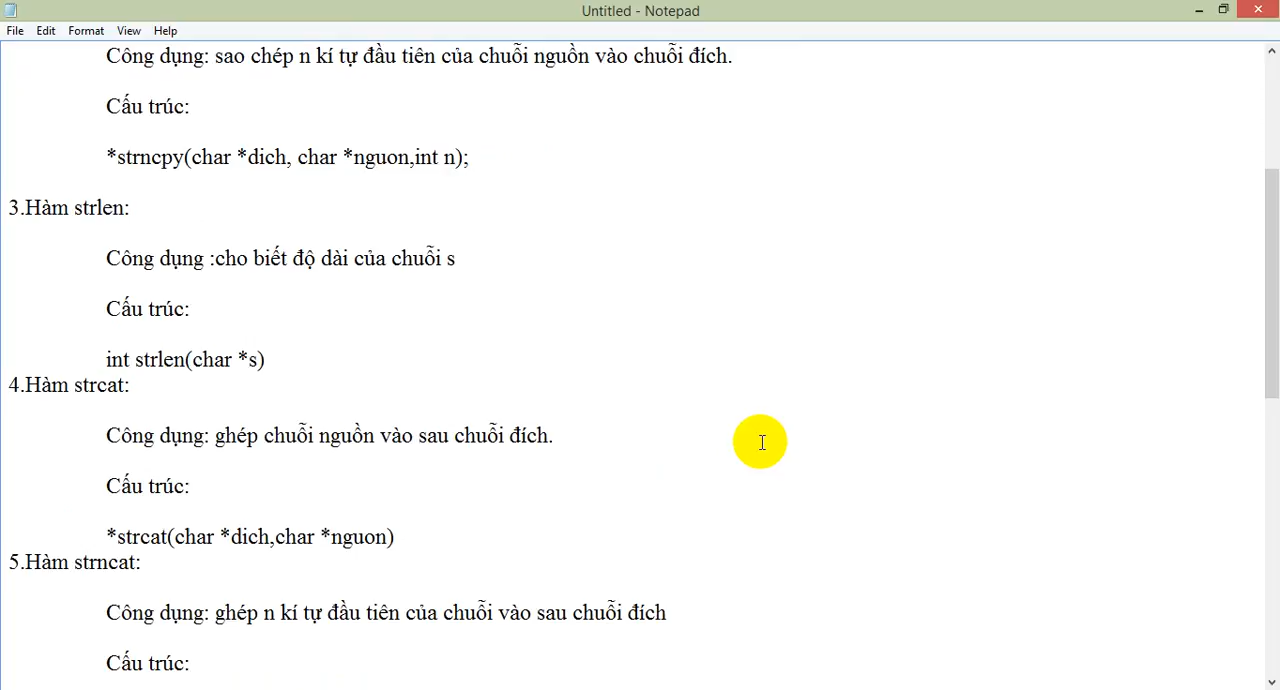 Untitled - Notepad
File Edit Format View Help
Công dụng: sao chép n kí tự đầu tiên của chuỗi nguồn vào chuỗi đích.
Cấu trúc:
*strncpy(char *dich, char *nguon,int n);
3.Hàm strlen:
Công dụng :cho biết độ dài của chuỗi s
Cấu trúc:
int strlen(char *s)
4.Hàm strcat:
Công dụng: ghép chuỗi nguồn vào sau chuỗi đích.
Cấu trúc:
*strcat(char *dich,char *nguon)
5.Hàm strncat:
Công dụng: ghép n kí tự đầu tiên của chuỗi vào sau chuỗi đích
Cấu trúc: